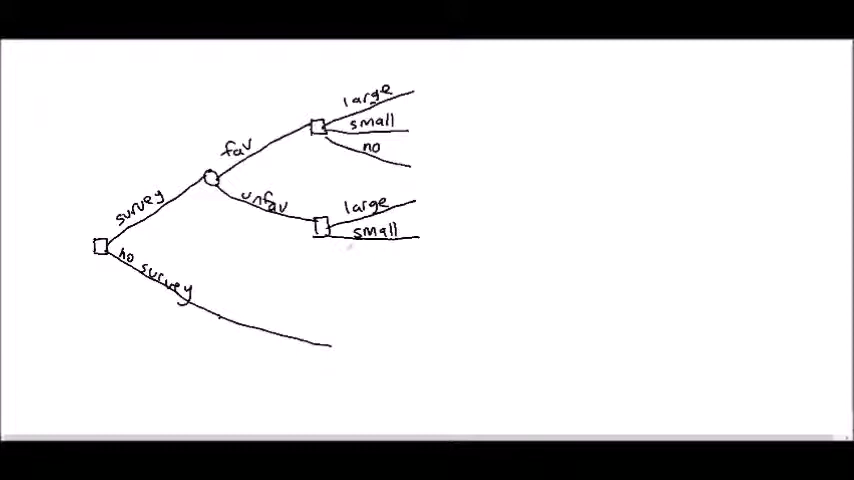 large
small
no
fav
survey
unfav
large
small
no survey